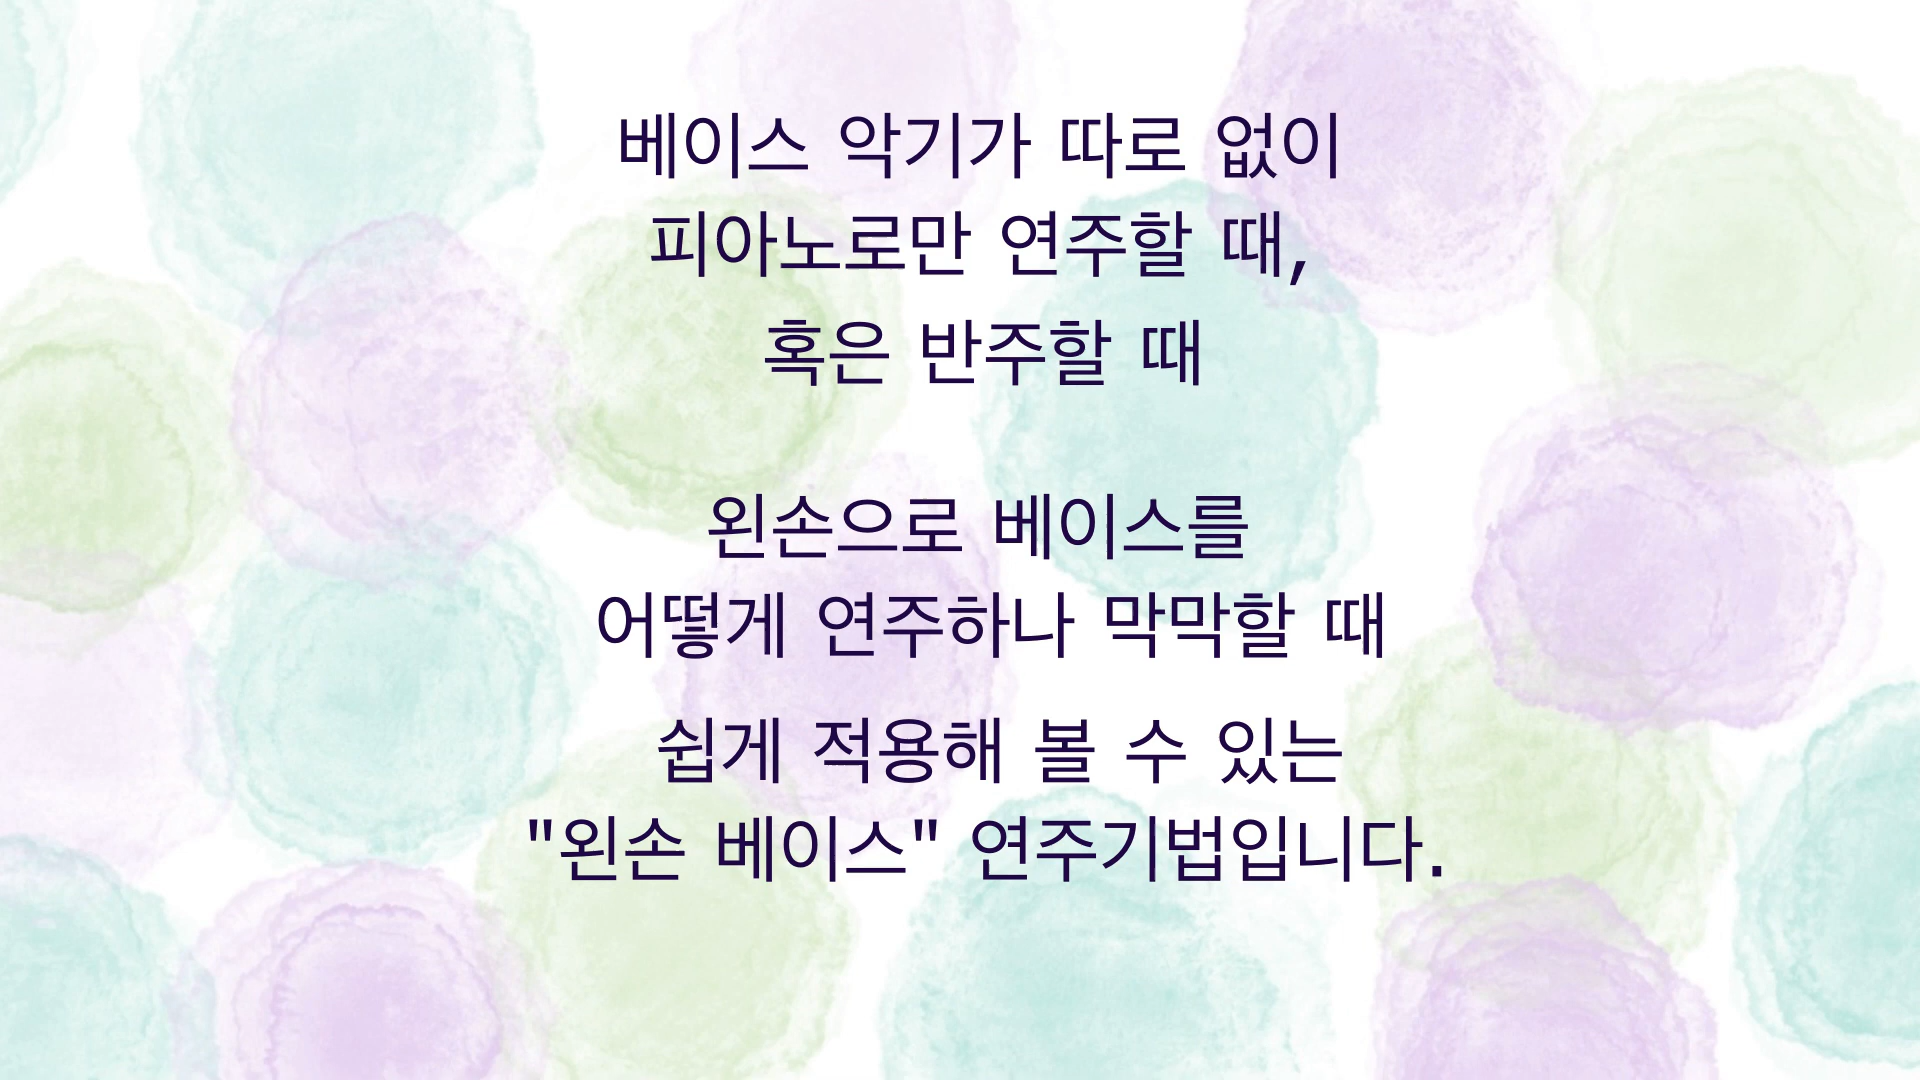 베이스 악기가 따로 없이
피아노로만 연주할 때,
혹은 반주할 때
왼손으로 베이스를
어떻게 연주하나 막막할 때
쉽게 적용해 볼 수 있는
"왼손 베이스" 연주기법입니다.